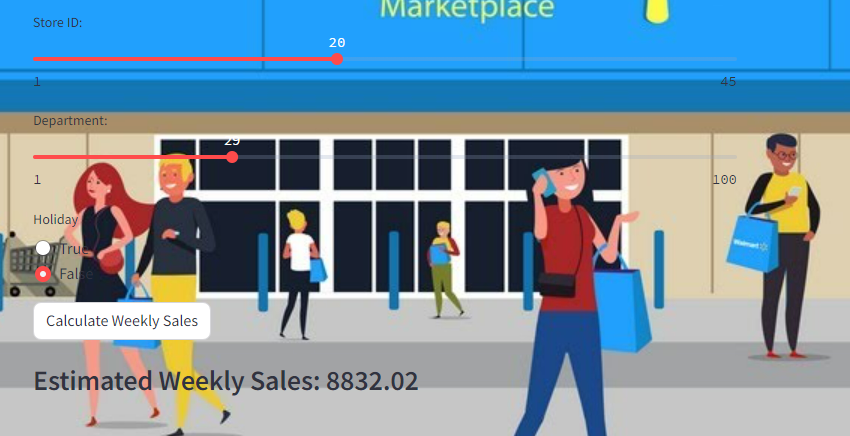 Marketplace
Store ID:
20
1 45
Department:
29
1 100
Holiday
True
False
Walmart
Calculate Weekly Sales
Estimated Weekly Sales: 8832.02